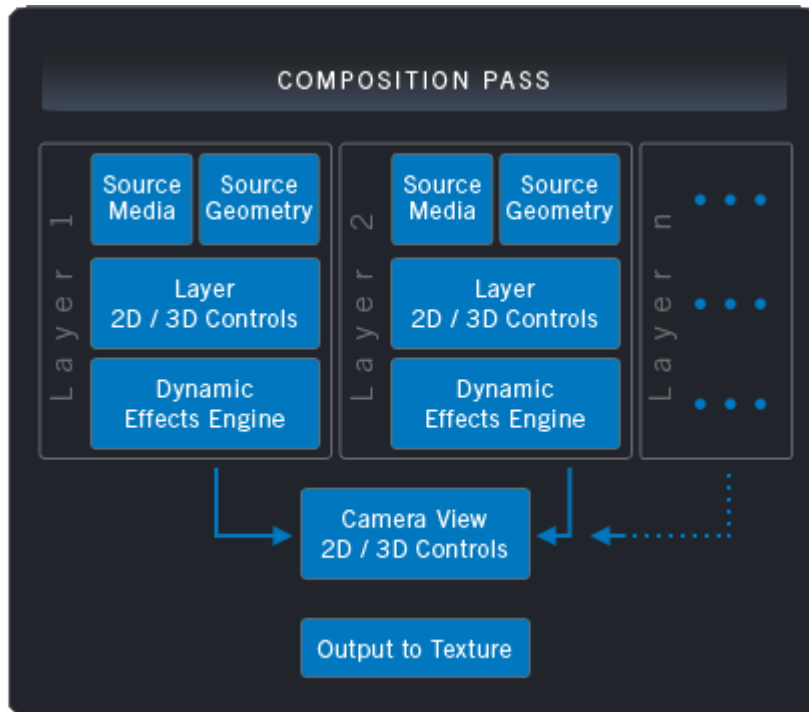 COMPOSITION PASS
Layer 1
Source
Media
Source
Geometry
Layer
2D / 3D Controls
Dynamic
Effects Engine
Layer 2
Source
Media
Source
Geometry
Layer
2D / 3D Controls
Dynamic
Effects Engine
Layer n
Camera View
2D / 3D Controls
Output to Texture